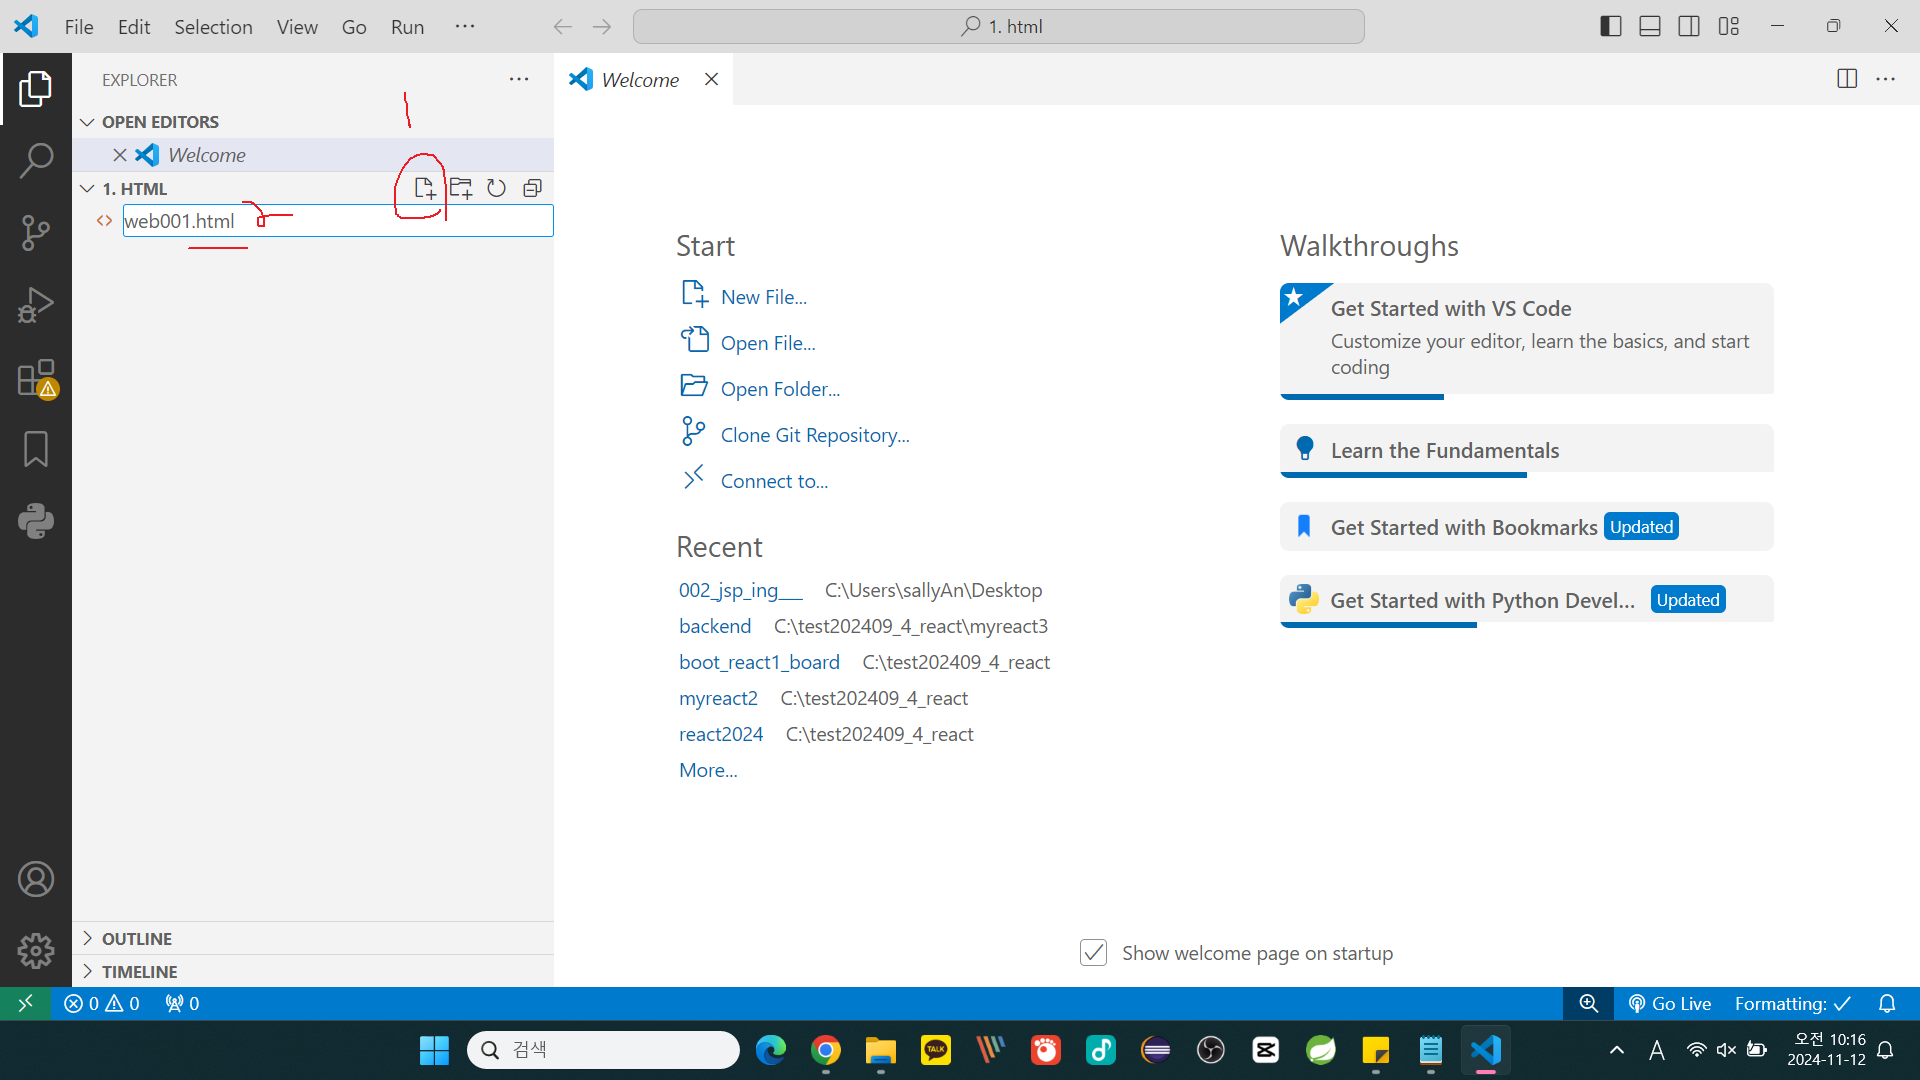 File Edit Selection View Go Run ···
1. html
EXPLORER ···
Welcome
OPEN EDITORS
Welcome
1. HTML
web001.html
Start
New File...
Open File...
Open Folder...
Clone Git Repository...
Connect to...
Recent
002_jsp_ing___ C:\Users\sallyAn\Desktop
backend C:\test202409_4_react\myreact3
boot_react1_board C:\test202409_4_react
myreact2 C:\test202409_4_react
react2024 C:\test202409_4_react
More...
Walkthroughs
Get Started with VS Code
Customize your editor, learn the basics, and start
coding
Learn the Fundamentals
Get Started with Bookmarks Updated
Get Started with Python Devel... Updated
Show welcome page on startup
OUTLINE
TIMELINE
0 0 0
Go Live Formatting:
검색
TALK
A
오전 10:16
2024-11-12